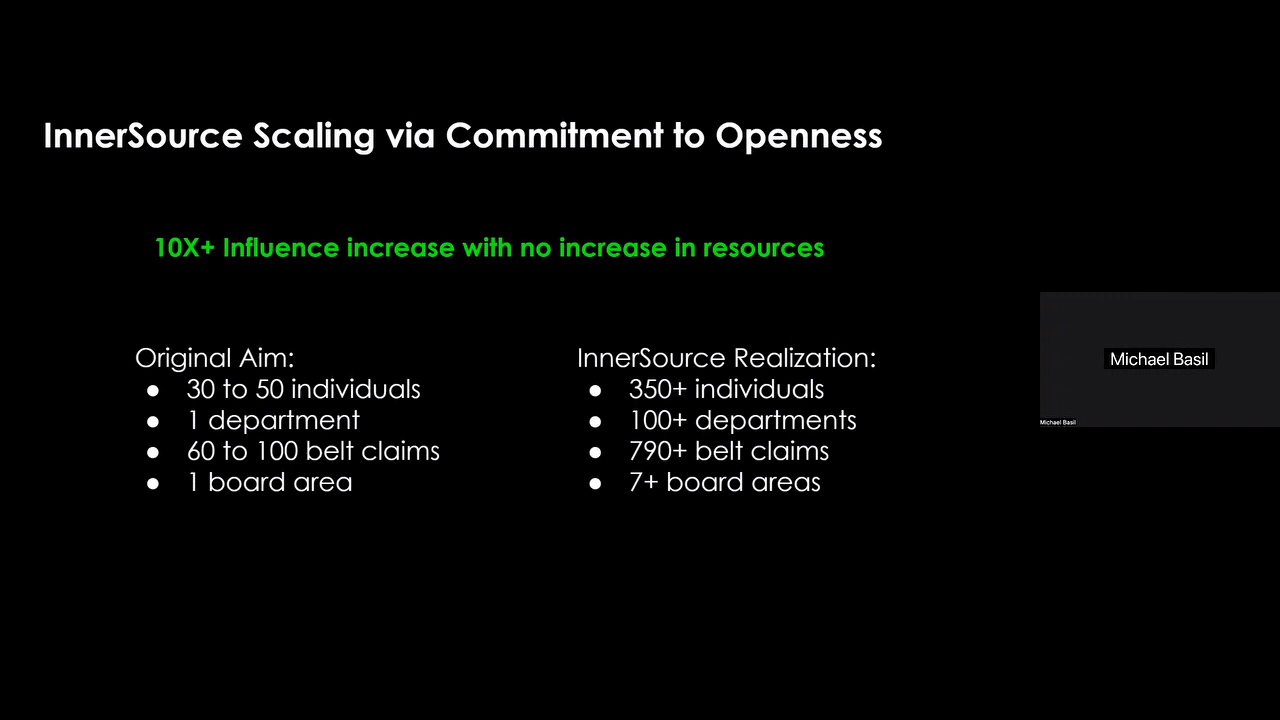 InnerSource Scaling via Commitment to Openness
10X+ Influence increase with no increase in resources
Original Aim:
● 30 to 50 individuals
● 1 department
● 60 to 100 belt claims
● 1 board area
InnerSource Realization:
● 350+ individuals
● 100+ departments
● 790+ belt claims
● 7+ board areas
Michael Basil
Michael Basil